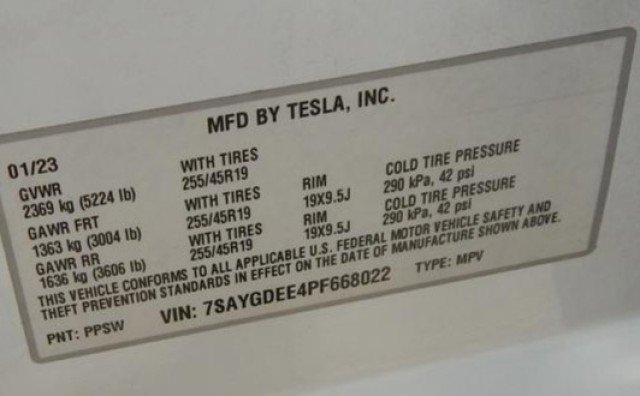 MFD BY TESLA, INC.
01/23
GVWR WITH TIRES RIM COLD TIRE PRESSURE
2369 kg (5224 lb) 255/45R19 19X9.5J 290 kPa, 42 psi
GAWR FRT WITH TIRES RIM COLD TIRE PRESSURE
1363 kg (3004 lb) 255/45R19 19X9.5J 290 kPa, 42 psi
GAWR RR WITH TIRES
1636 kg (3606 lb) 255/45R19
THIS VEHICLE CONFORMS TO ALL APPLICABLE U.S. FEDERAL MOTOR VEHICLE SAFETY AND
THEFT PREVENTION STANDARDS IN EFFECT ON THE DATE OF MANUFACTURE SHOWN ABOVE.
PNT: PPSW VIN: 7SAYGDEE4PF668022 TYPE: MPV